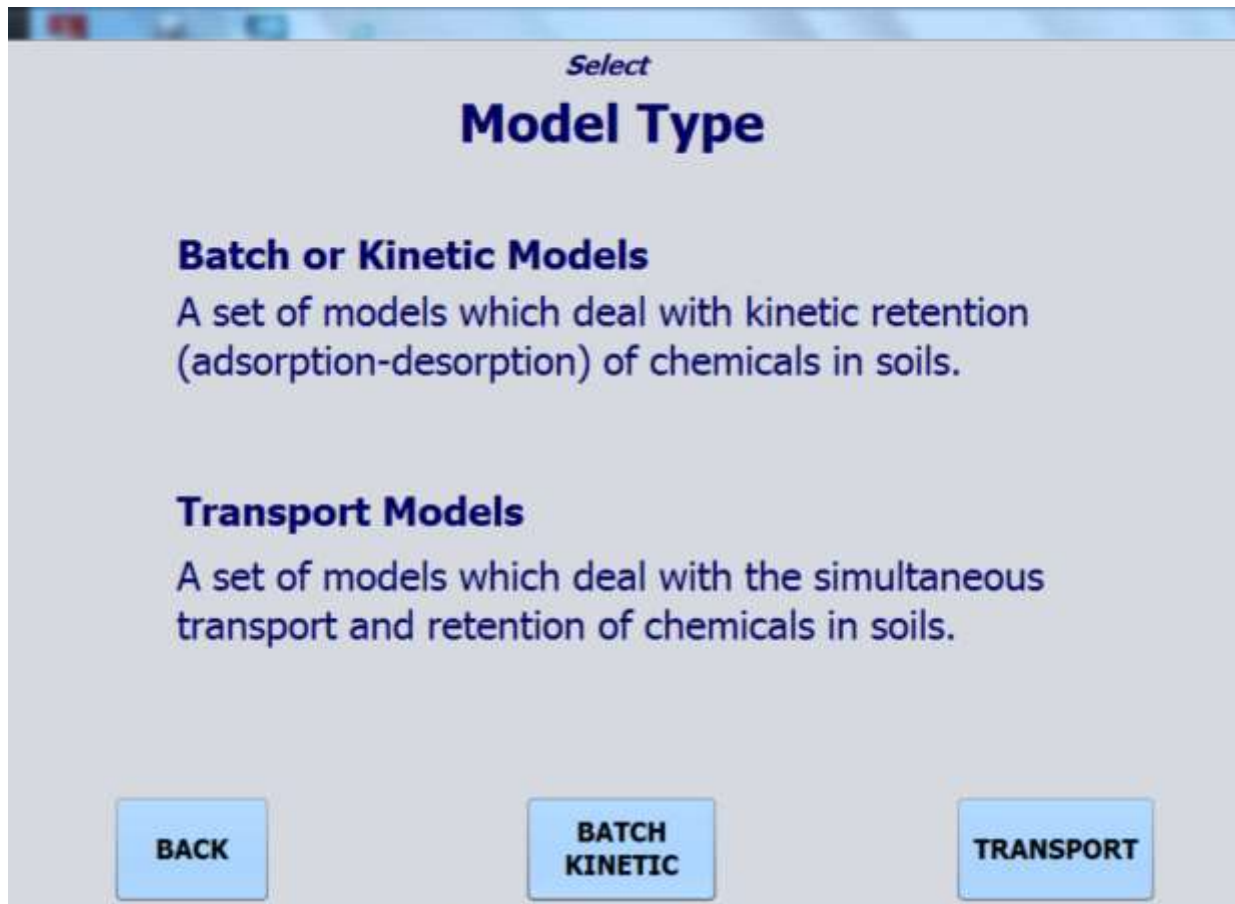 Select
Model Type
Batch or Kinetic Models
A set of models which deal with kinetic retention
(adsorption-desorption) of chemicals in soils.
Transport Models
A set of models which deal with the simultaneous
transport and retention of chemicals in soils.
BACK
BATCH
KINETIC
TRANSPORT